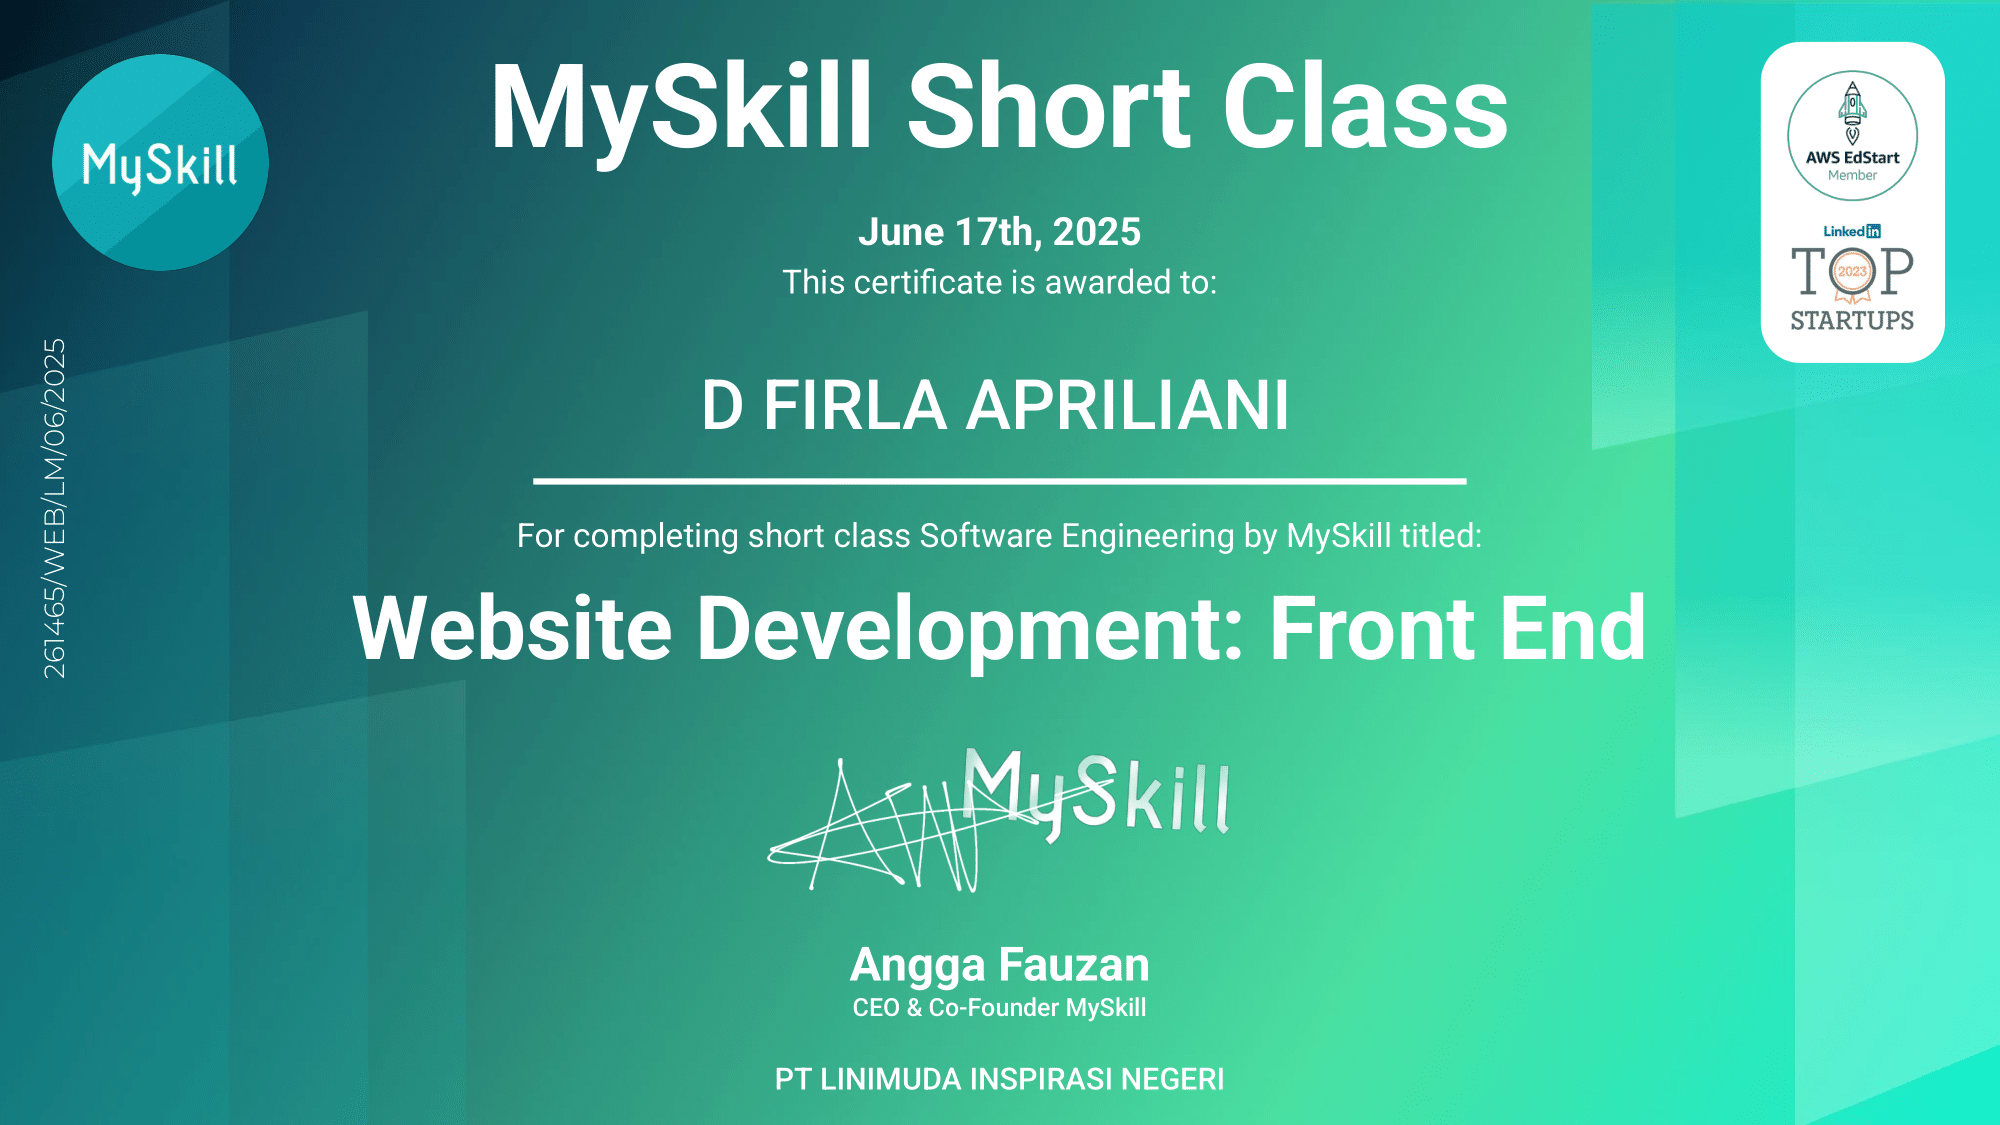 MySkill
MySkill Short Class
AWS EdStart
Member
LinkedIn
TOP
2023
STARTUPS
June 17th, 2025
This certificate is awarded to:
D FIRLA APRILIANI
261465/WEB/LM/06/2025
For completing short class Software Engineering by MySkill titled:
Website Development: Front End
MySkill
Angga Fauzan
CEO & Co-Founder MySkill
PT LINIMUDA INSPIRASI NEGERI